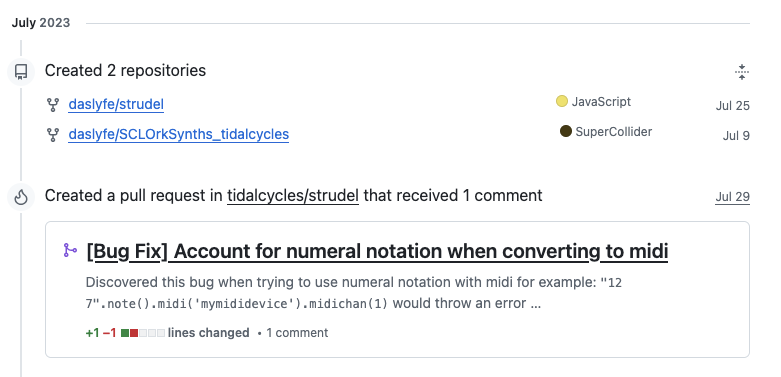 July 2023
Created 2 repositories
daslyfe/strudel JavaScript Jul 25
daslyfe/SCLOrkSynths_tidalcycles SuperCollider Jul 9
Created a pull request in tidalcycles/strudel that received 1 comment Jul 29
[Bug Fix] Account for numeral notation when converting to midi
Discovered this bug when trying to use numeral notation with midi for example: "12
7".note().midi('mymididevice').midichan(1) would throw an error ...
+1 −1 lines changed • 1 comment